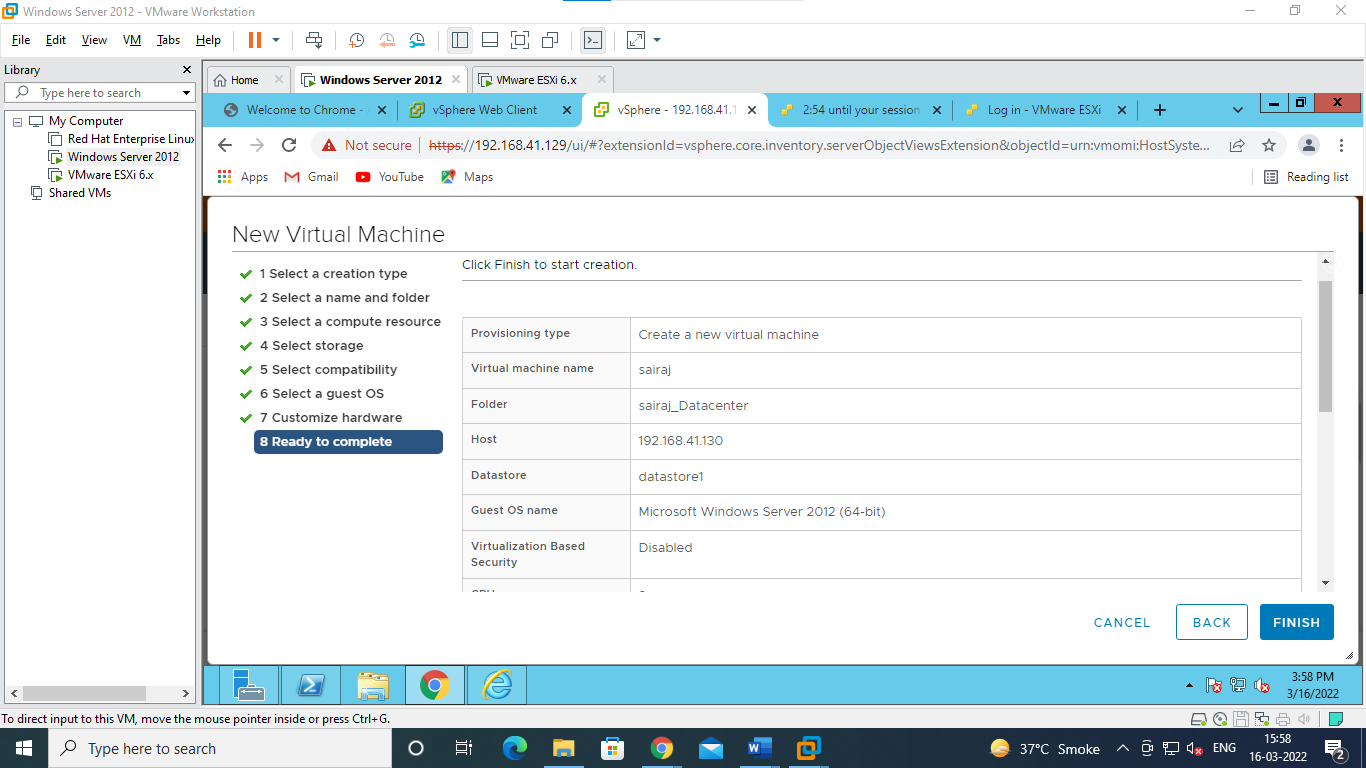 Windows Server 2012 - VMware Workstation
File Edit View VM Tabs Help
Library
Type here to search
My Computer
Red Hat Enterprise Linu
Windows Server 2012
VMware ESXi 6.x
Shared VMs
Home
Windows Server 2012
VMware ESXi 6.x
Welcome to Chrome -
vSphere Web Client
vSphere - 192.168.41.1
2:54 until your session
Log in - VMware ESXi
Not secure
https://192.168.41.129/ui/#?extensionId=vsphere.core.inventory.serverObjectViewsExtension&objectId=urn:vmomi:HostSyste...
Apps Gmail YouTube Maps
Reading list
New Virtual Machine
1 Select a creation type
2 Select a name and folder
3 Select a compute resource
4 Select storage
5 Select compatibility
6 Select a guest OS
7 Customize hardware
8 Ready to complete
Click Finish to start creation.
Provisioning type Create a new virtual machine
Virtual machine name sairaj
Folder sairaj_Datacenter
Host 192.168.41.130
Datastore datastore1
Guest OS name Microsoft Windows Server 2012 (64-bit)
Virtualization Based Disabled
Security
CANCEL BACK FINISH
3:58 PM
3/16/2022
To direct input to this VM, move the mouse pointer inside or press Ctrl+G.
Type here to search
37°C Smoke
ENG
15:58
16-03-2022
2